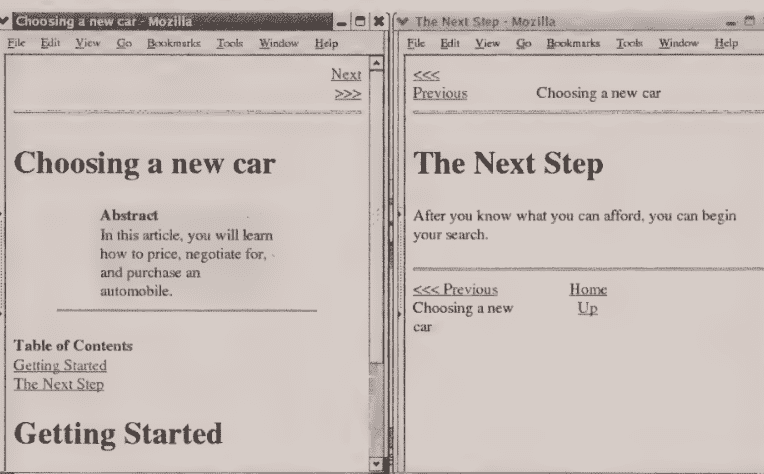 Choosing a new car - Mozilla
File Edit View Go Bookmarks Tools Window Help
Next
>>>
Choosing a new car
Abstract
In this article, you will learn
how to price, negotiate for,
and purchase an
automobile.
Table of Contents
Getting Started
The Next Step
Getting Started
The Next Step - Mozilla
File Edit View Go Bookmarks Tools Window Help
<<<
Previous Choosing a new car
The Next Step
After you know what you can afford, you can begin
your search.
<<< Previous Home
Choosing a new Up
car